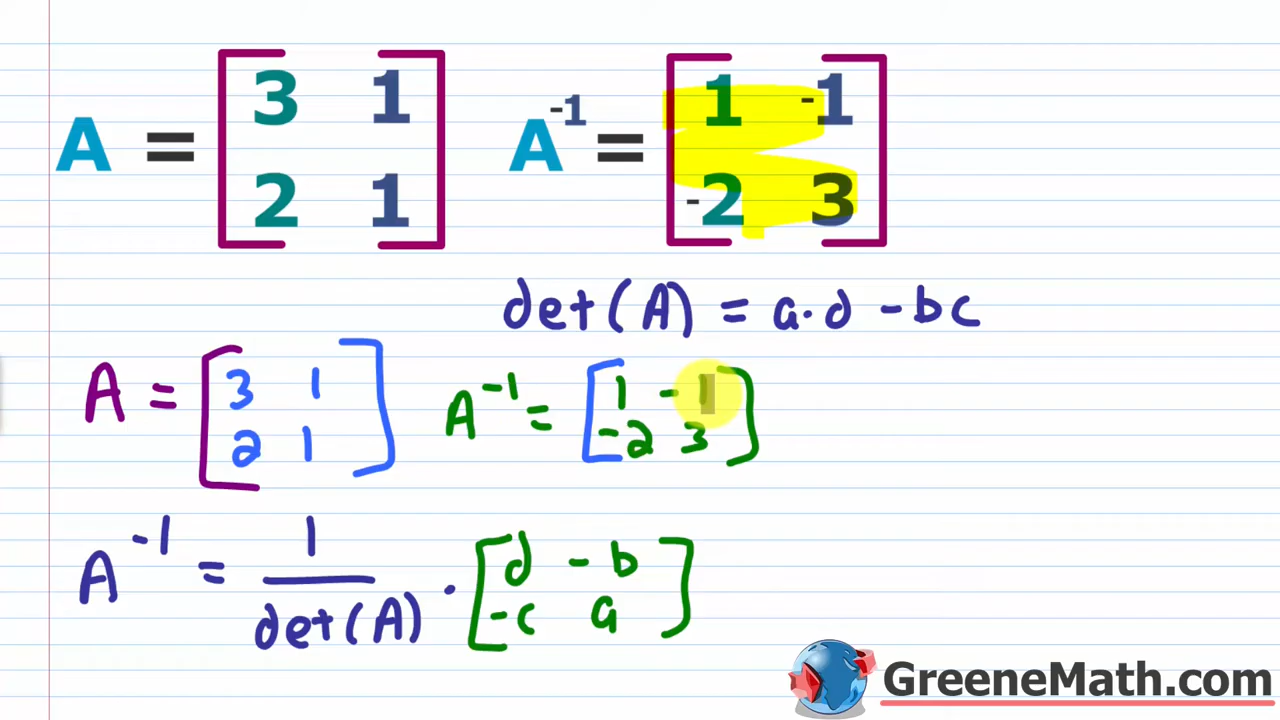 A = [ 3 1 A⁻¹ = [ 1 -1
2 1 ] -2 3 ]
det(A) = a·d - bc
A = [ 3 1 A⁻¹ = [ 1 -1
2 1 ] -2 3 ]
A⁻¹ = 1 / det(A) · [ d -b
-c a ]
GreeneMath.com